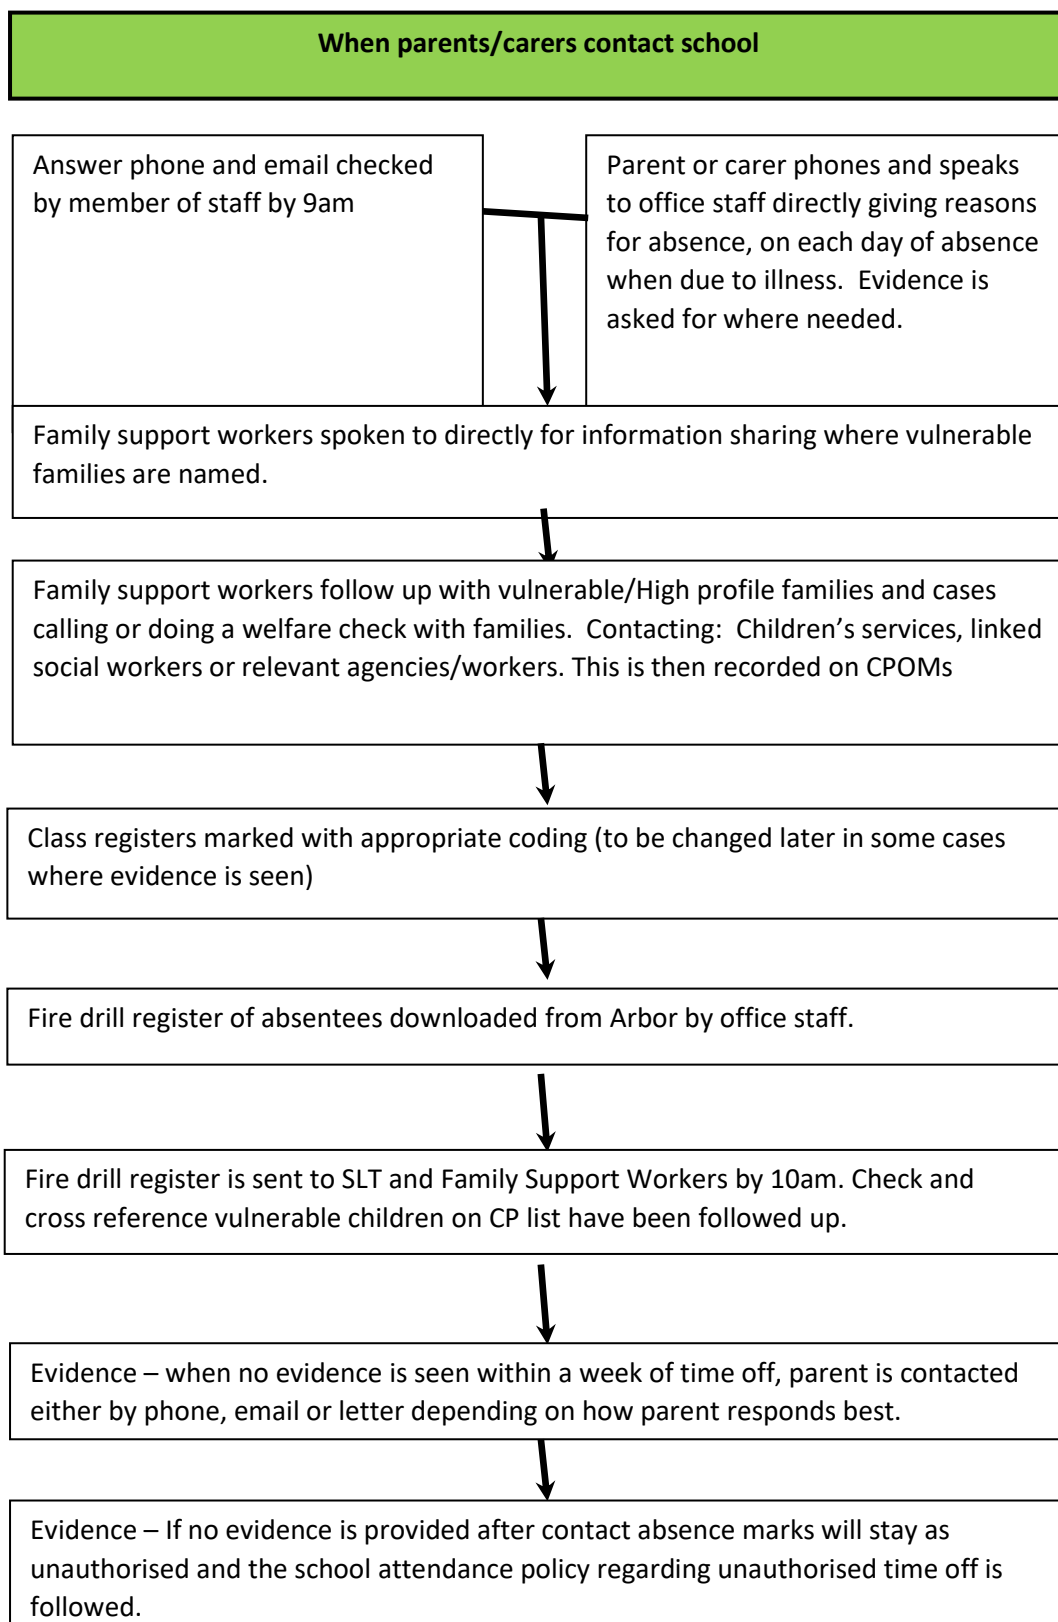 When parents/carers contact school
Answer phone and email checked
by member of staff by 9am
Parent or carer phones and speaks
to office staff directly giving reasons
for absence, on each day of absence
when due to illness.  Evidence is
asked for where needed.
Family support workers spoken to directly for information sharing where vulnerable
families are named.
Family support workers follow up with vulnerable/High profile families and cases
calling or doing a welfare check with families.  Contacting:  Children’s services, linked
social workers or relevant agencies/workers. This is then recorded on CPOMs
Class registers marked with appropriate coding (to be changed later in some cases
where evidence is seen)
Fire drill register of absentees downloaded from Arbor by office staff.
Fire drill register is sent to SLT and Family Support Workers by 10am. Check and
cross reference vulnerable children on CP list have been followed up.
Evidence – when no evidence is seen within a week of time off, parent is contacted
either by phone, email or letter depending on how parent responds best.
Evidence – If no evidence is provided after contact absence marks will stay as
unauthorised and the school attendance policy regarding unauthorised time off is
followed.